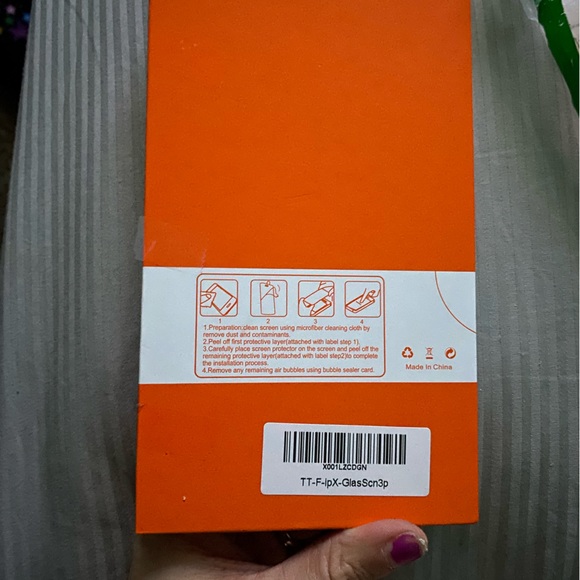 1 2 3 4
1.Preparation:clean screen using microfiber cleaning cloth by
remove dust and contaminants.
2.Peel off first protective layer(attached with label step 1).
3.Carefully place screen protector on the screen and peel off the
remaining protective layer(attached with label step2)to complete
the installation process.
4.Remove any remaining air bubbles using bubble sealer card.
Made In China
X001LZCDGN
TT-F-ipX-GlasScn3p